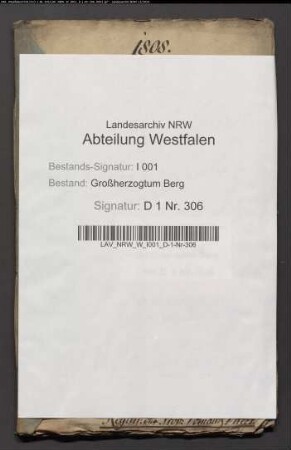 1808.
Landesarchiv NRW
Abteilung Westfalen
Bestands-Signatur: I 001
Bestand: Großherzogtum Berg
Signatur: D 1 Nr. 306
LAV_NRW_W_I001_D-1-Nr-306